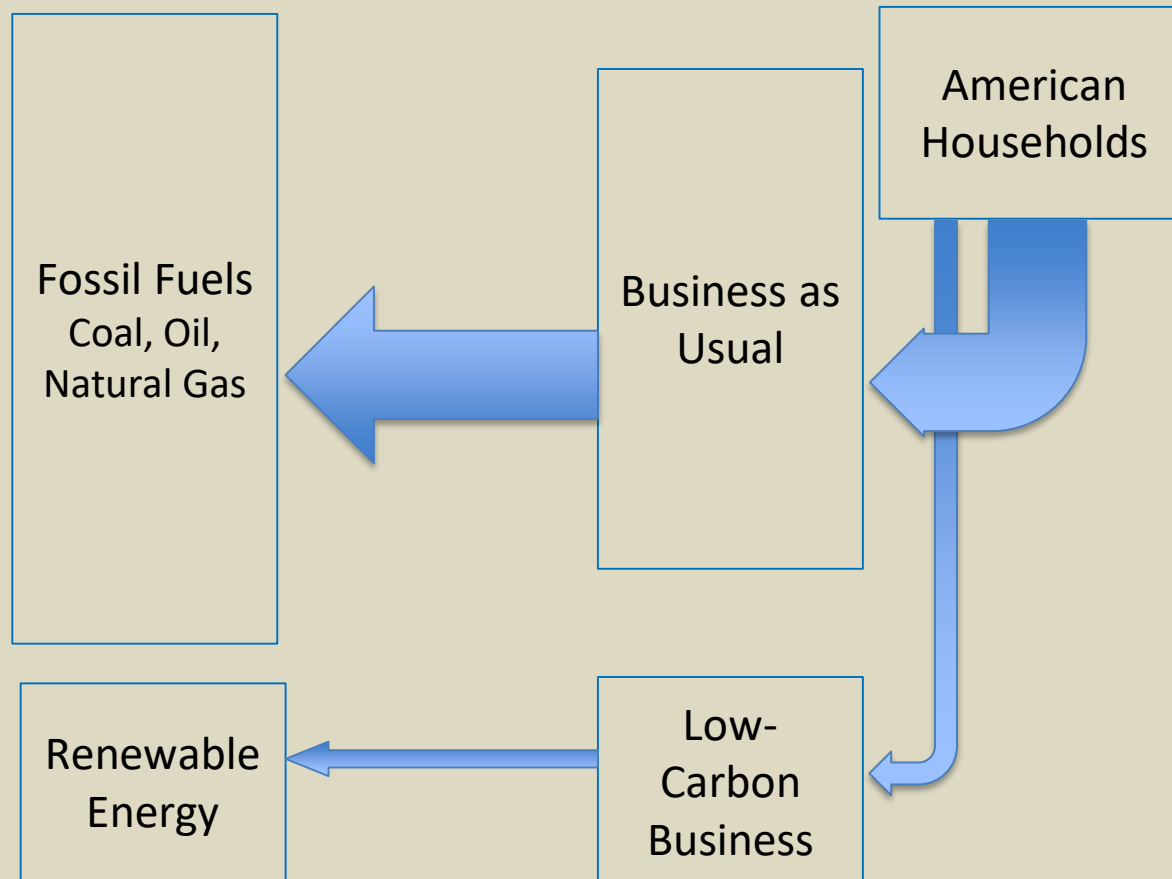 Fossil Fuels
Coal, Oil,
Natural Gas
Business as
Usual
American
Households
Renewable
Energy
Low-
Carbon
Business